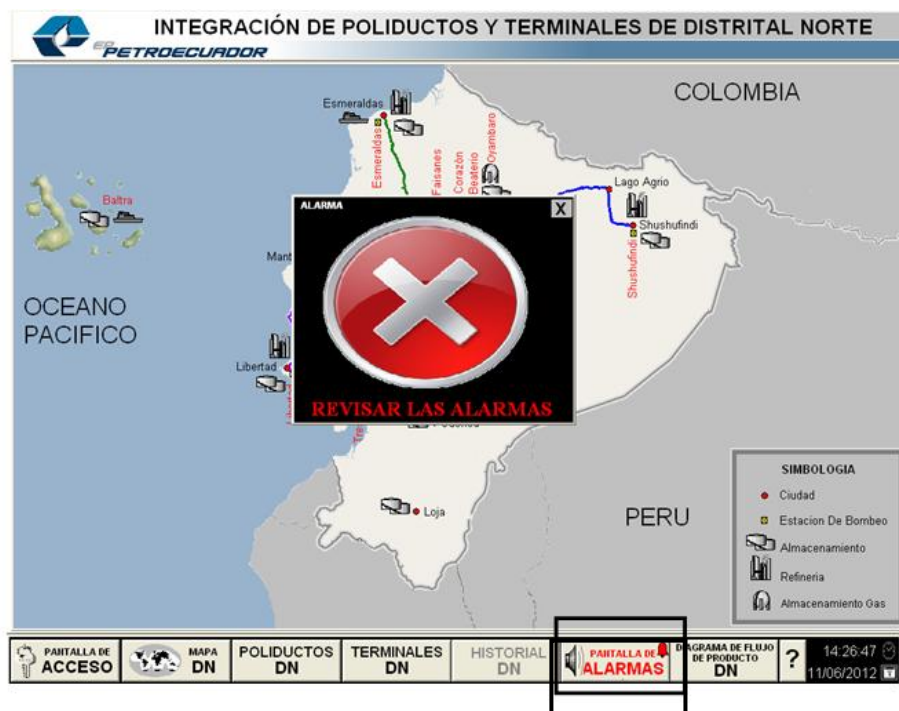 INTEGRACIÓN DE POLIDUCTOS Y TERMINALES DE DISTRITAL NORTE
EP PETROECUADOR
COLOMBIA
Esmeraldas
Esmeraldas
Faisanes
Corazòn
Beaterio
Oyambaro
Lago Agrio
Shushufindi
Shushufindi
Baltra
ALARMA
X
Mant
OCEANO
PACIFICO
Libertad
REVISAR LAS ALARMAS
Loja
PERU
SIMBOLOGIA
Ciudad
Estacion De Bombeo
Almacenamiento
Refineria
Almacenamiento Gas
PANTALLA DE
ACCESO
MAPA
DN
POLIDUCTOS
DN
TERMINALES
DN
HISTORIAL
DN
PANTALLA DE
ALARMAS
DIAGRAMA DE FLUJO
DE PRODUCTO
DN
?
14:26:47
11/06/2012